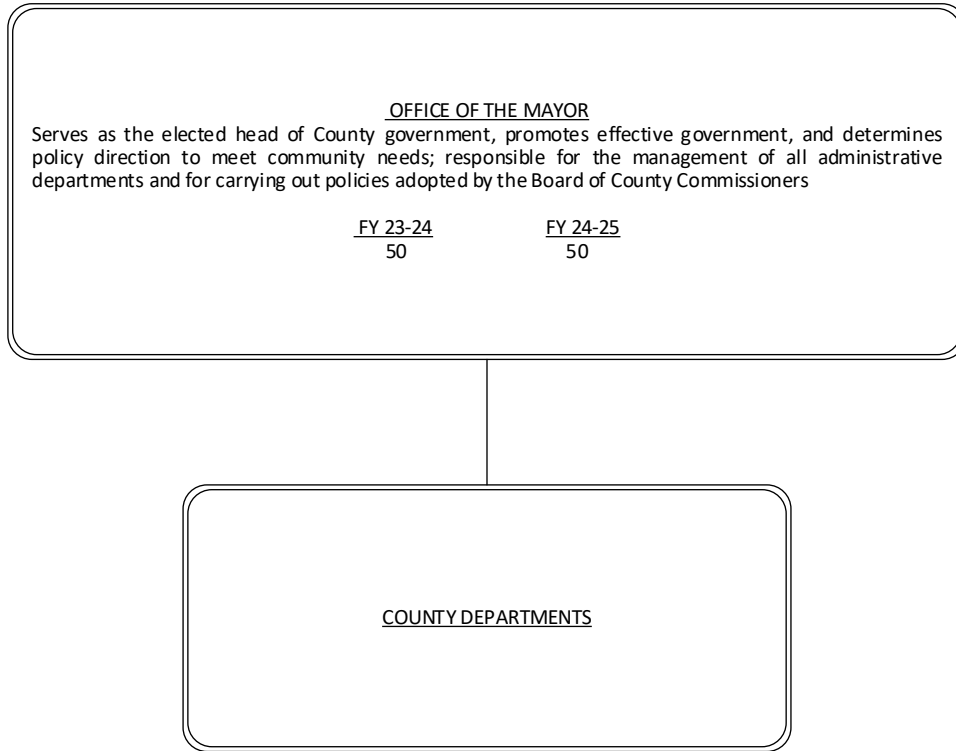 OFFICE OF THE MAYOR
Serves as the elected head of County government, promotes effective government, and determines
policy direction to meet community needs; responsible for the management of all administrative
departments and for carrying out policies adopted by the Board of County Commissioners
FY 23-24 FY 24-25
50 50
COUNTY DEPARTMENTS